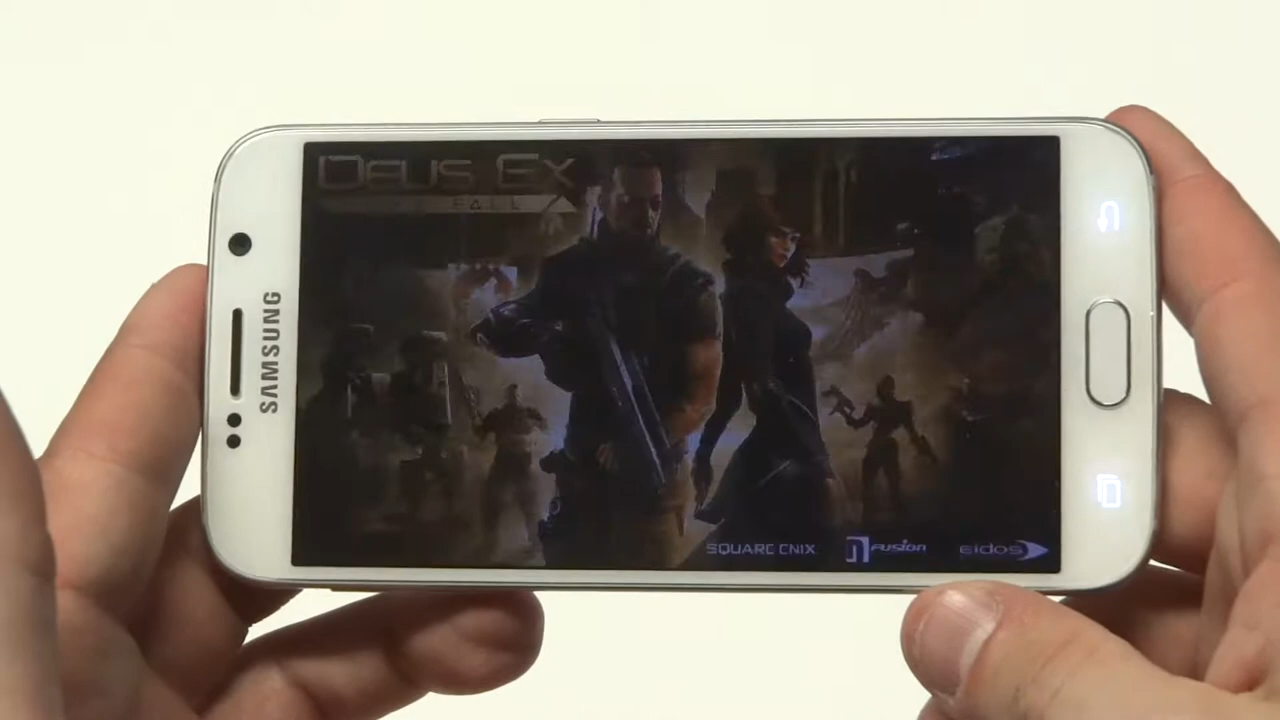 SAMSUNG
DEUS EX
FALL
SQUARE ENIX
n FUSION
eidos